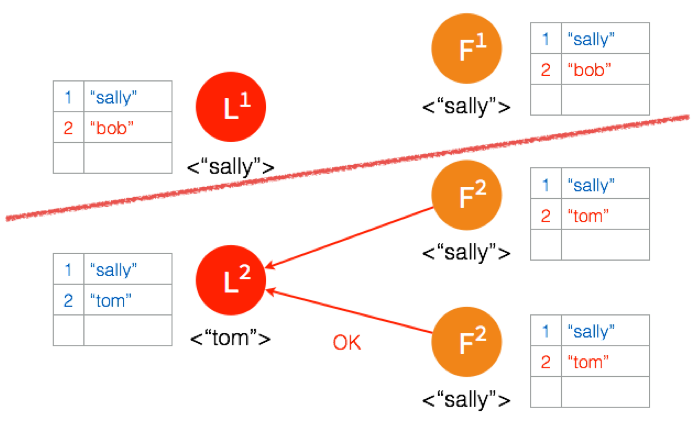 F1
1 "sally"
2 "bob"
<"sally">
1 "sally"
2 "bob"
L1
<"sally">
F2
1 "sally"
2 "tom"
<"sally">
1 "sally"
2 "tom"
L2
<"tom">
OK
F2
1 "sally"
2 "tom"
<"sally">